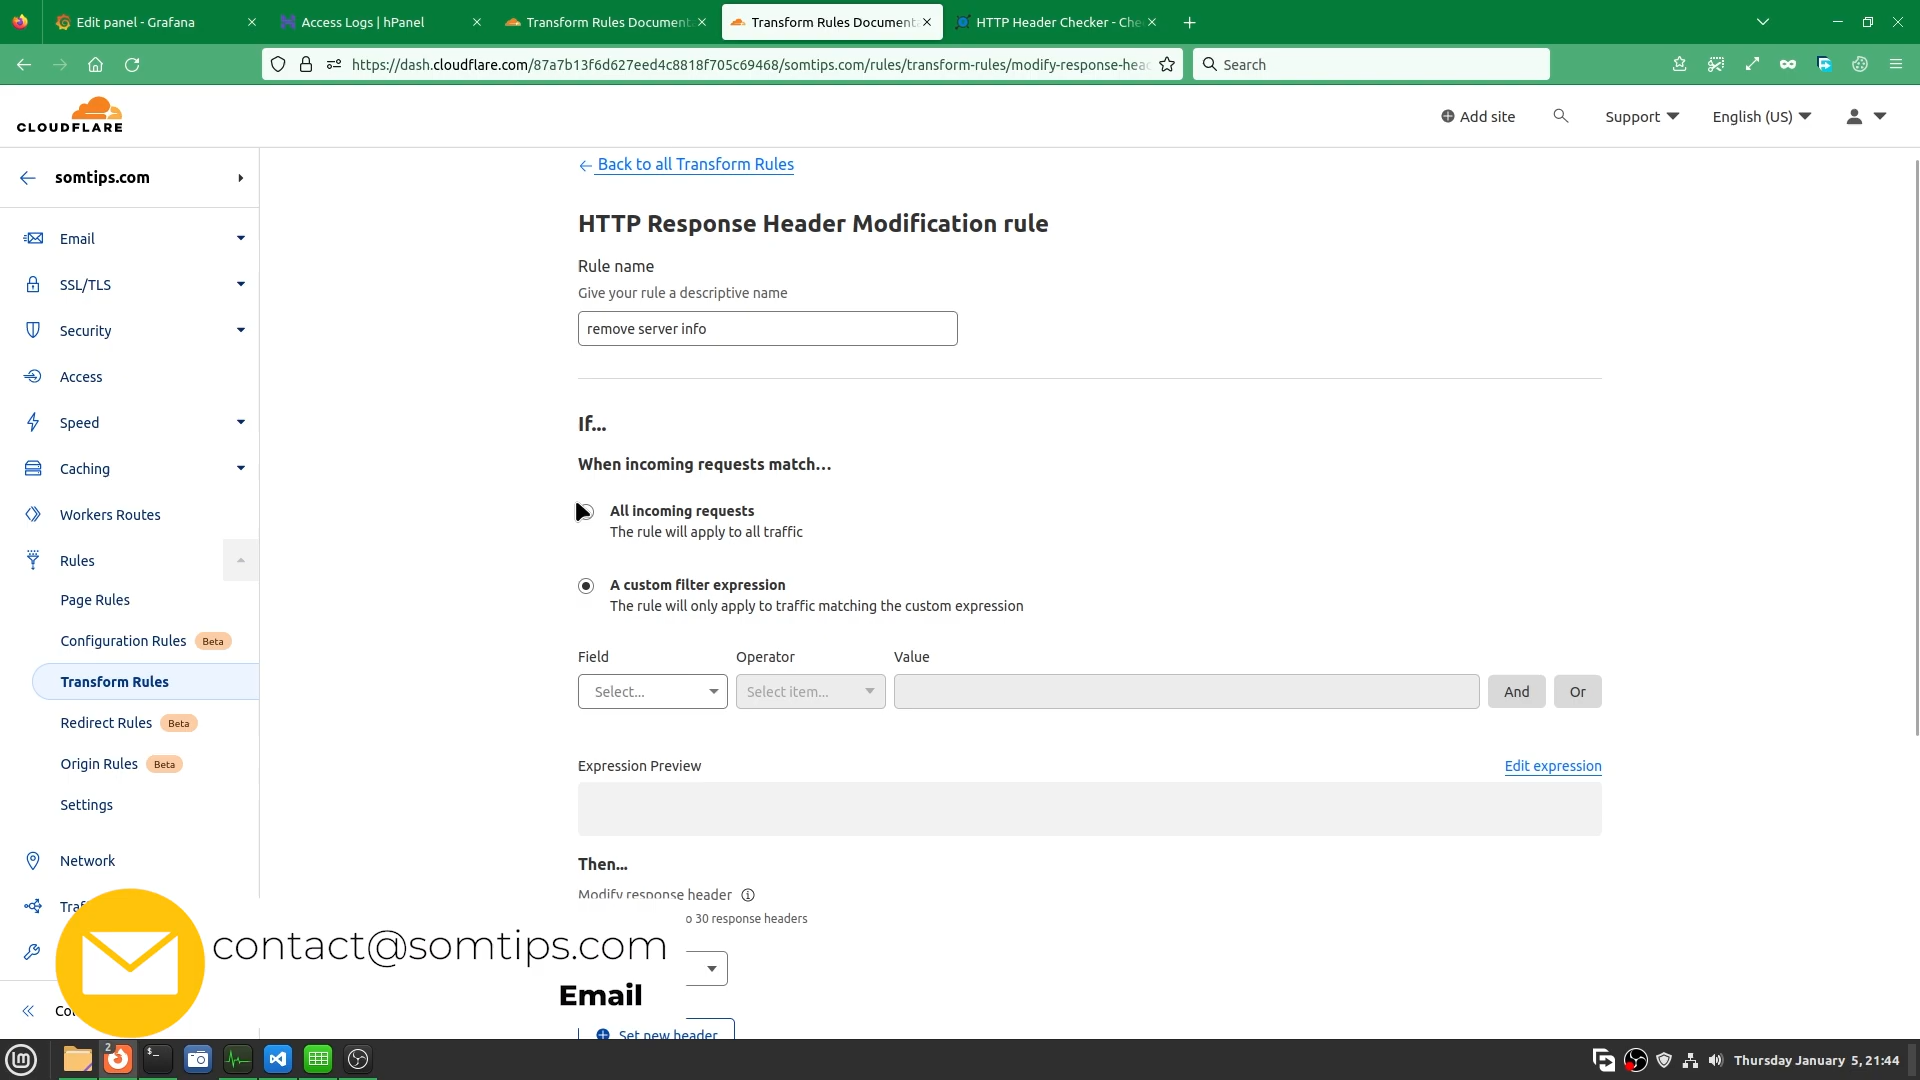 Edit panel - Grafana
Access Logs | hPanel
Transform Rules Document
Transform Rules Document
HTTP Header Checker - Che
https://dash.cloudflare.com/87a7b13f6d627eed4c8818f705c69468/somtips.com/rules/transform-rules/modify-response-head
Search
CLOUDFLARE
Add site
Support
English (US)
somtips.com
Email
SSL/TLS
Security
Access
Speed
Caching
Workers Routes
Rules
Page Rules
Configuration Rules Beta
Transform Rules
Redirect Rules Beta
Origin Rules Beta
Settings
Network
← Back to all Transform Rules
HTTP Response Header Modification rule
Rule name
Give your rule a descriptive name
remove server info
If...
When incoming requests match...
All incoming requests
The rule will apply to all traffic
A custom filter expression
The rule will only apply to traffic matching the custom expression
Field Operator Value
Select... Select item... And Or
Expression Preview
Edit expression
Then...
Modify response header
o 30 response headers
Set new header
contact@somtips.com
Email
2
Thursday January 5, 21:44